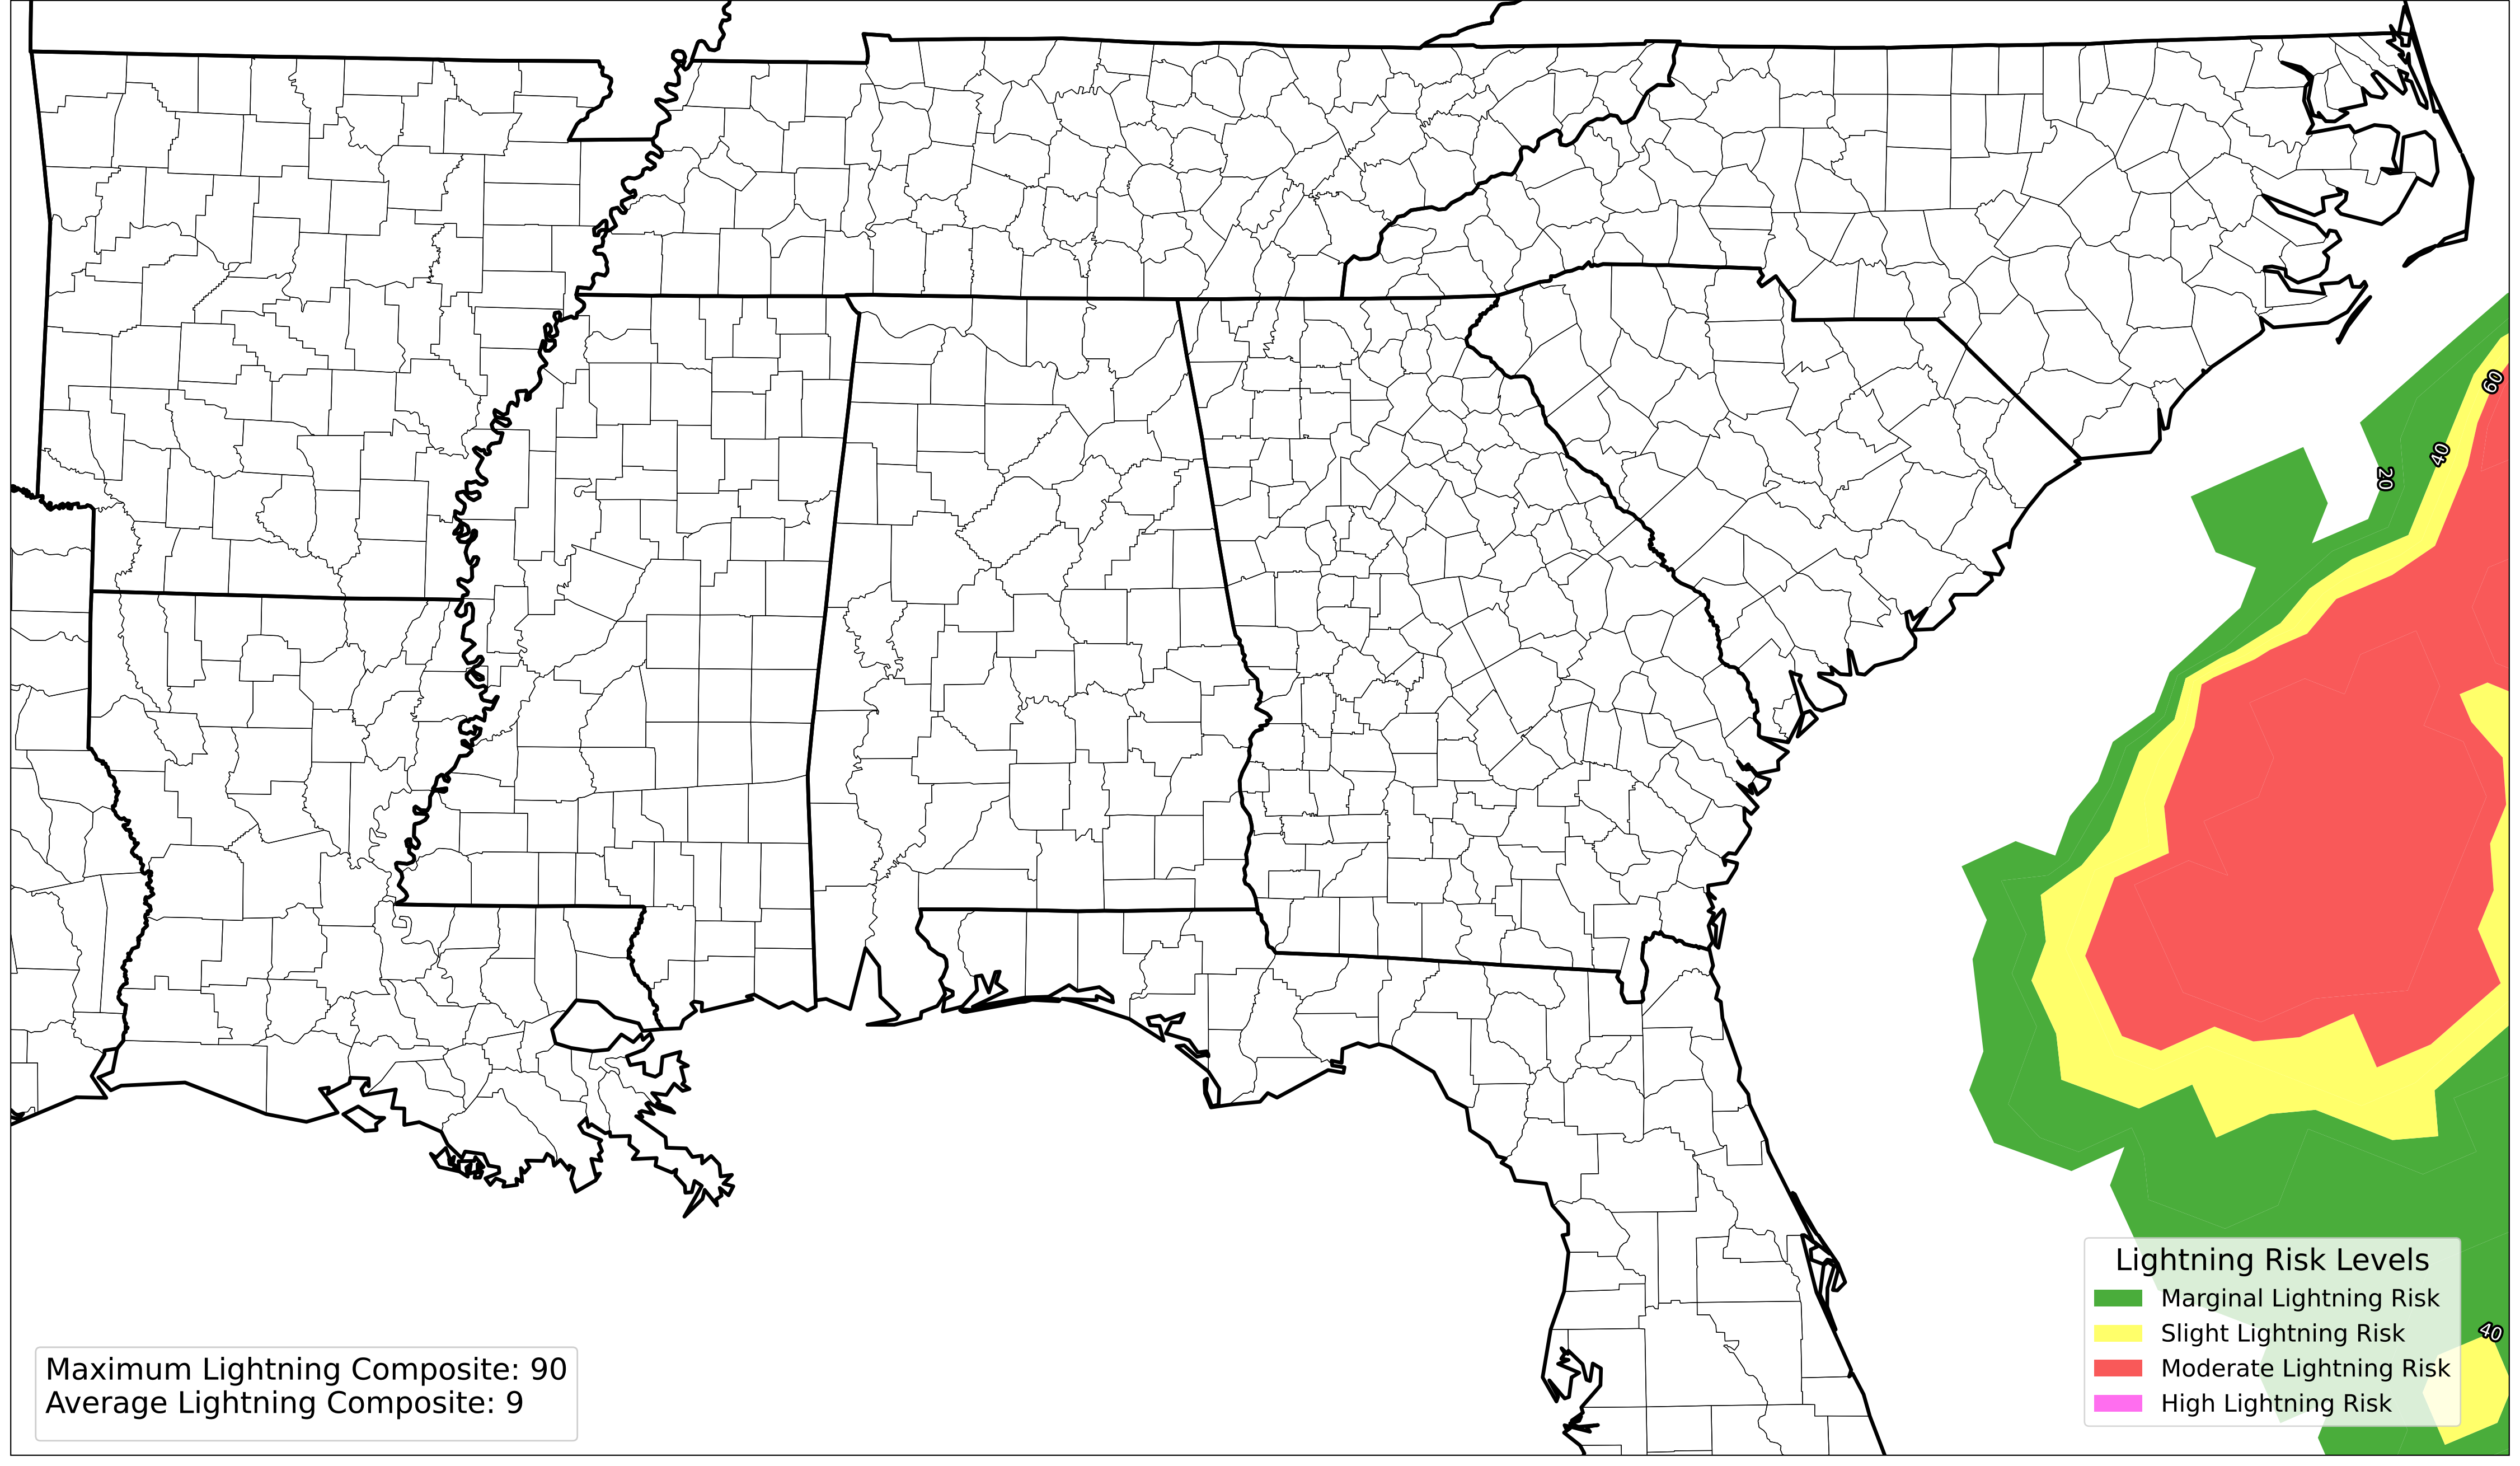 60
40
20
40
Lightning Risk Levels
Marginal Lightning Risk
Slight Lightning Risk
Moderate Lightning Risk
High Lightning Risk
Maximum Lightning Composite: 90
Average Lightning Composite: 9